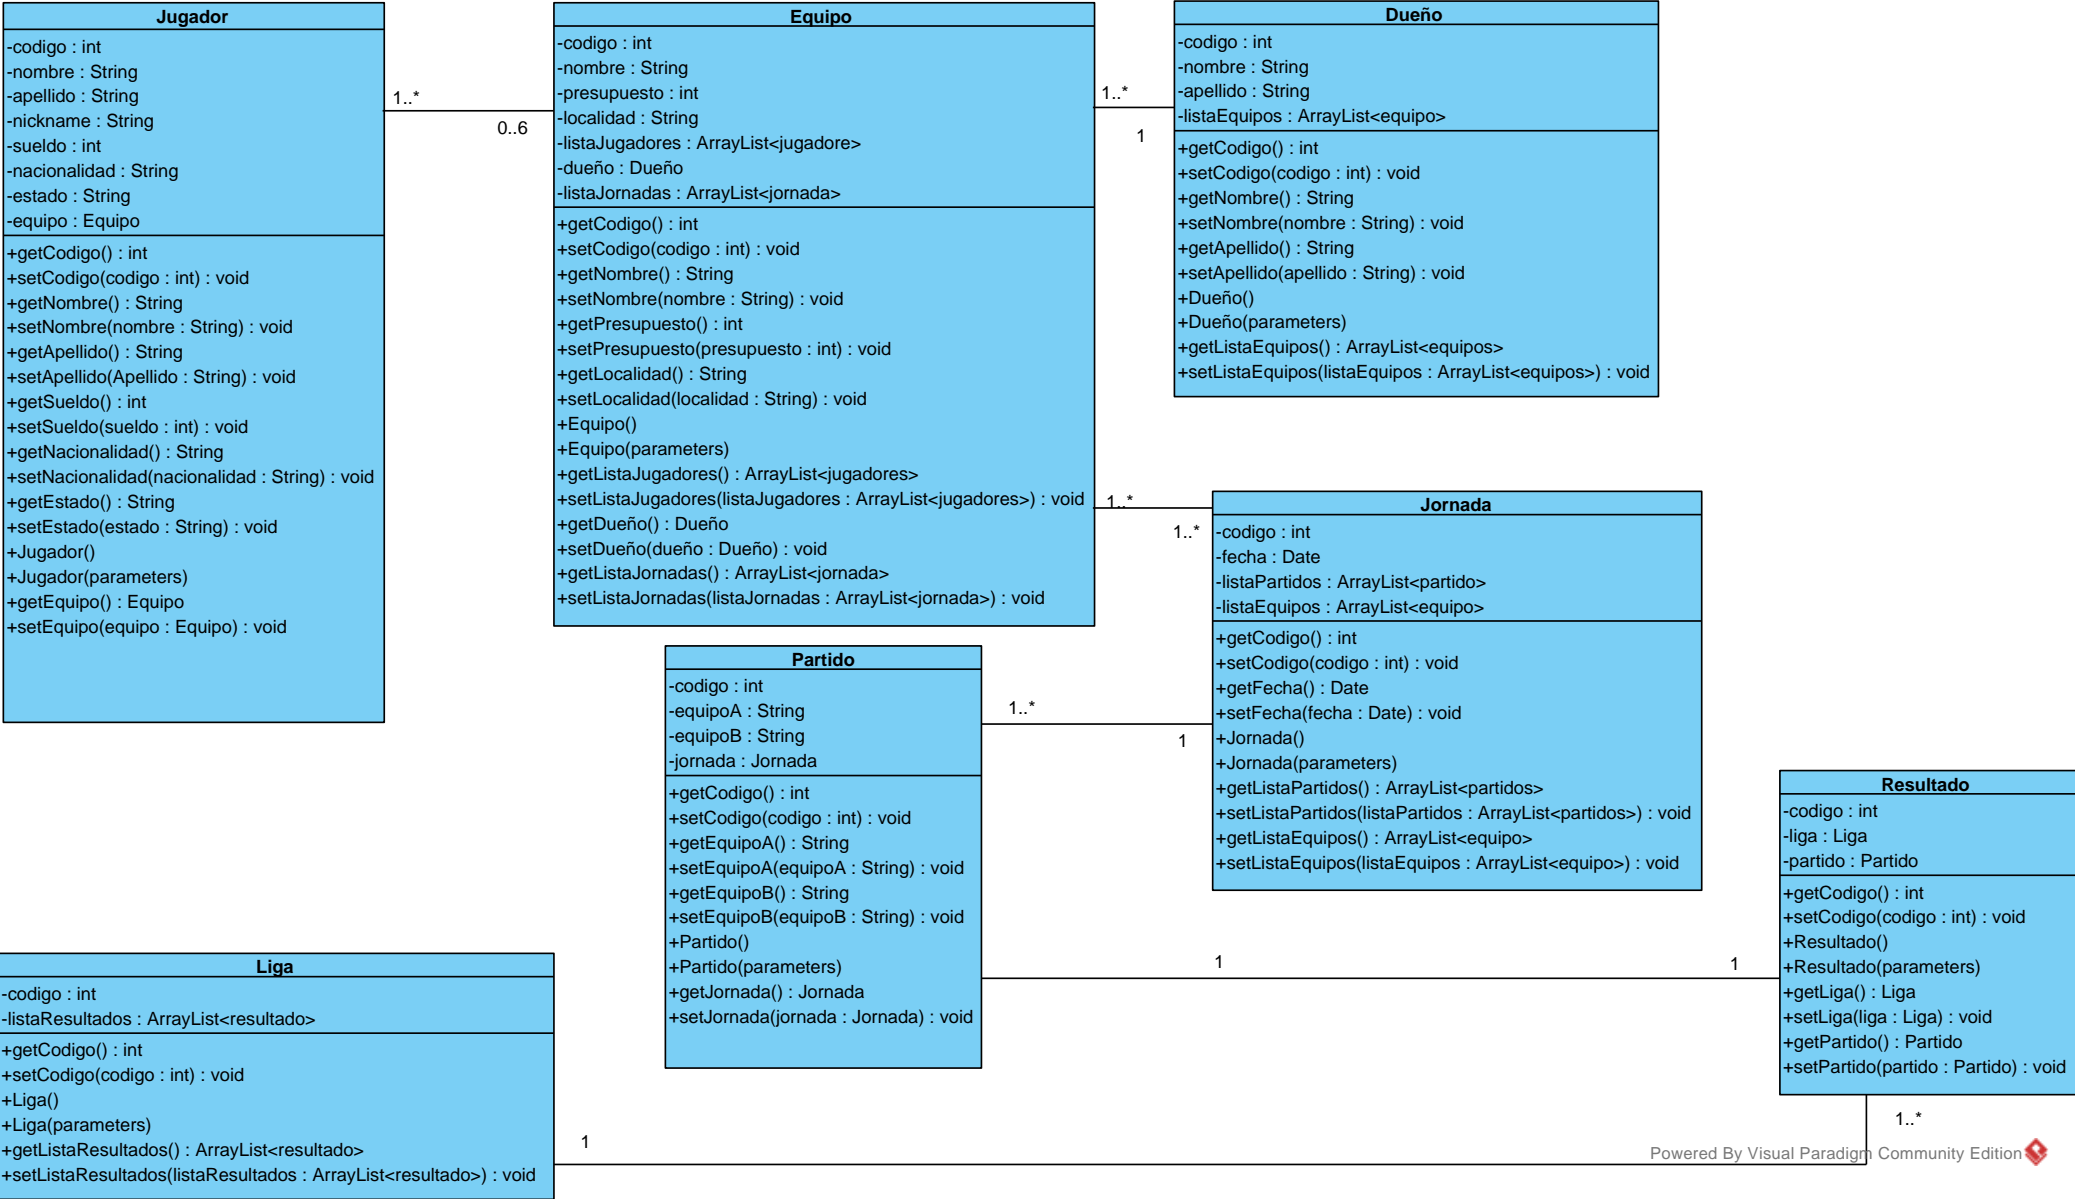 Jugador
-codigo : int
-nombre : String
-apellido : String
-nickname : String
-sueldo : int
-nacionalidad : String
-estado : String
-equipo : Equipo
+getCodigo() : int
+setCodigo(codigo : int) : void
+getNombre() : String
+setNombre(nombre : String) : void
+getApellido() : String
+setApellido(Apellido : String) : void
+getSueldo() : int
+setSueldo(sueldo : int) : void
+getNacionalidad() : String
+setNacionalidad(nacionalidad : String) : void
+getEstado() : String
+setEstado(estado : String) : void
+Jugador()
+Jugador(parameters)
+getEquipo() : Equipo
+setEquipo(equipo : Equipo) : void
1..*
0..6
Equipo
-codigo : int
-nombre : String
-presupuesto : int
-localidad : String
-listaJugadores : ArrayList<jugadore>
-dueño : Dueño
-listaJornadas : ArrayList<jornada>
+getCodigo() : int
+setCodigo(codigo : int) : void
+getNombre() : String
+setNombre(nombre : String) : void
+getPresupuesto() : int
+setPresupuesto(presupuesto : int) : void
+getLocalidad() : String
+setLocalidad(localidad : String) : void
+Equipo()
+Equipo(parameters)
+getListaJugadores() : ArrayList<jugadores>
+setListaJugadores(listaJugadores : ArrayList<jugadores>) : void
+getDueño() : Dueño
+setDueño(dueño : Dueño) : void
+getListaJornadas() : ArrayList<jornada>
+setListaJornadas(listaJornadas : ArrayList<jornada>) : void
1..*
1
Dueño
-codigo : int
-nombre : String
-apellido : String
-listaEquipos : ArrayList<equipo>
+getCodigo() : int
+setCodigo(codigo : int) : void
+getNombre() : String
+setNombre(nombre : String) : void
+getApellido() : String
+setApellido(apellido : String) : void
+Dueño()
+Dueño(parameters)
+getListaEquipos() : ArrayList<equipos>
+setListaEquipos(listaEquipos : ArrayList<equipos>) : void
1..*
1..*
Jornada
-codigo : int
-fecha : Date
-listaPartidos : ArrayList<partido>
-listaEquipos : ArrayList<equipo>
+getCodigo() : int
+setCodigo(codigo : int) : void
+getFecha() : Date
+setFecha(fecha : Date) : void
+Jornada()
+Jornada(parameters)
+getListaPartidos() : ArrayList<partidos>
+setListaPartidos(listaPartidos : ArrayList<partidos>) : void
+getListaEquipos() : ArrayList<equipo>
+setListaEquipos(listaEquipos : ArrayList<equipo>) : void
Partido
-codigo : int
-equipoA : String
-equipoB : String
-jornada : Jornada
+getCodigo() : int
+setCodigo(codigo : int) : void
+getEquipoA() : String
+setEquipoA(equipoA : String) : void
+getEquipoB() : String
+setEquipoB(equipoB : String) : void
+Partido()
+Partido(parameters)
+getJornada() : Jornada
+setJornada(jornada : Jornada) : void
1..*
1
1
1
Resultado
-codigo : int
-liga : Liga
-partido : Partido
+getCodigo() : int
+setCodigo(codigo : int) : void
+Resultado()
+Resultado(parameters)
+getLiga() : Liga
+setLiga(liga : Liga) : void
+getPartido() : Partido
+setPartido(partido : Partido) : void
Liga
-codigo : int
-listaResultados : ArrayList<resultado>
+getCodigo() : int
+setCodigo(codigo : int) : void
+Liga()
+Liga(parameters)
+getListaResultados() : ArrayList<resultado>
+setListaResultados(listaResultados : ArrayList<resultado>) : void
1
1..*
Powered By Visual Paradigm Community Edition